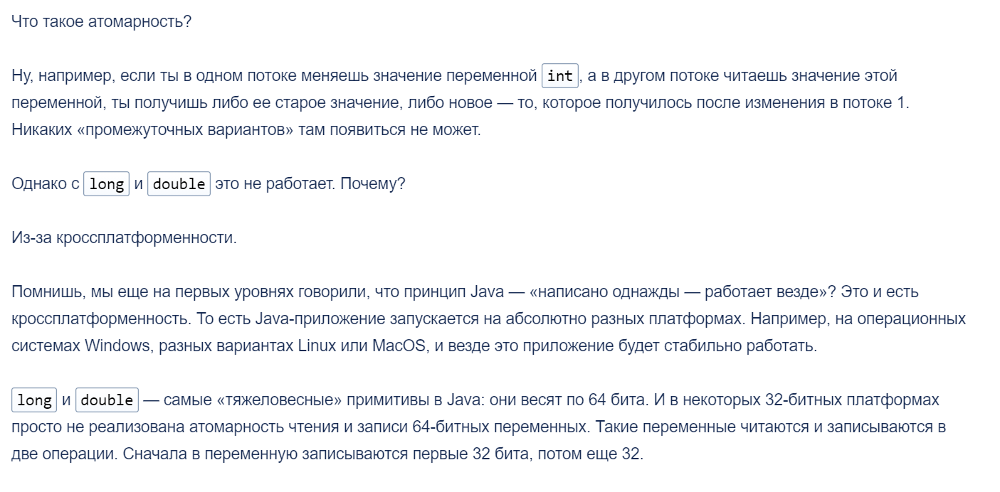 Что такое атомарность?
Ну, например, если ты в одном потоке меняешь значение переменной int, а в другом потоке читаешь значение этой
переменной, ты получишь либо ее старое значение, либо новое — то, которое получилось после изменения в потоке 1.
Никаких «промежуточных вариантов» там появиться не может.
Однако с long и double это не работает. Почему?
Из-за кроссплатформенности.
Помнишь, мы еще на первых уровнях говорили, что принцип Java — «написано однажды — работает везде»? Это и есть
кроссплатформенность. То есть Java-приложение запускается на абсолютно разных платформах. Например, на операционных
системах Windows, разных вариантах Linux или MacOS, и везде это приложение будет стабильно работать.
long и double — самые «тяжеловесные» примитивы в Java: они весят по 64 бита. И в некоторых 32-битных платформах
просто не реализована атомарность чтения и записи 64-битных переменных. Такие переменные читаются и записываются в
две операции. Сначала в переменную записываются первые 32 бита, потом еще 32.